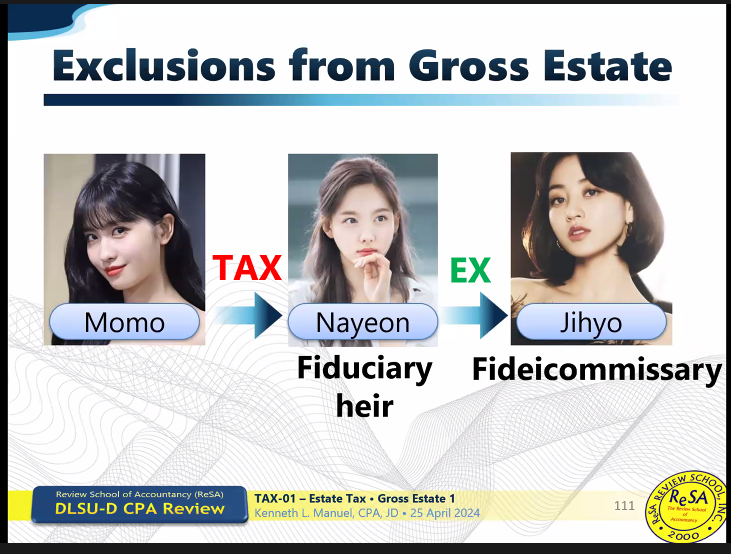 Exclusions from Gross Estate
TAX
EX
Momo
Nayeon
Jihyo
Fiduciary
heir
Fideicommissary
Review School of Accountancy (ReSA)
DLSU-D CPA Review
TAX-01 – Estate Tax • Gross Estate 1
Kenneth L. Manuel, CPA, JD • 25 April 2024
111
REVIEW SCHOOL, INC.
ReSA
The Review School of
Accountancy
2000